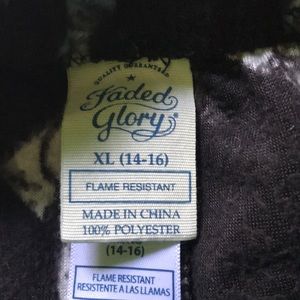 QUALITY GUARANTEED
Faded
Glory®
XL (14-16)
FLAME RESISTANT
MADE IN CHINA
100% POLYESTER
(14-16)
FLAME RESISTANT
RESISTENTE A LAS LLAMAS